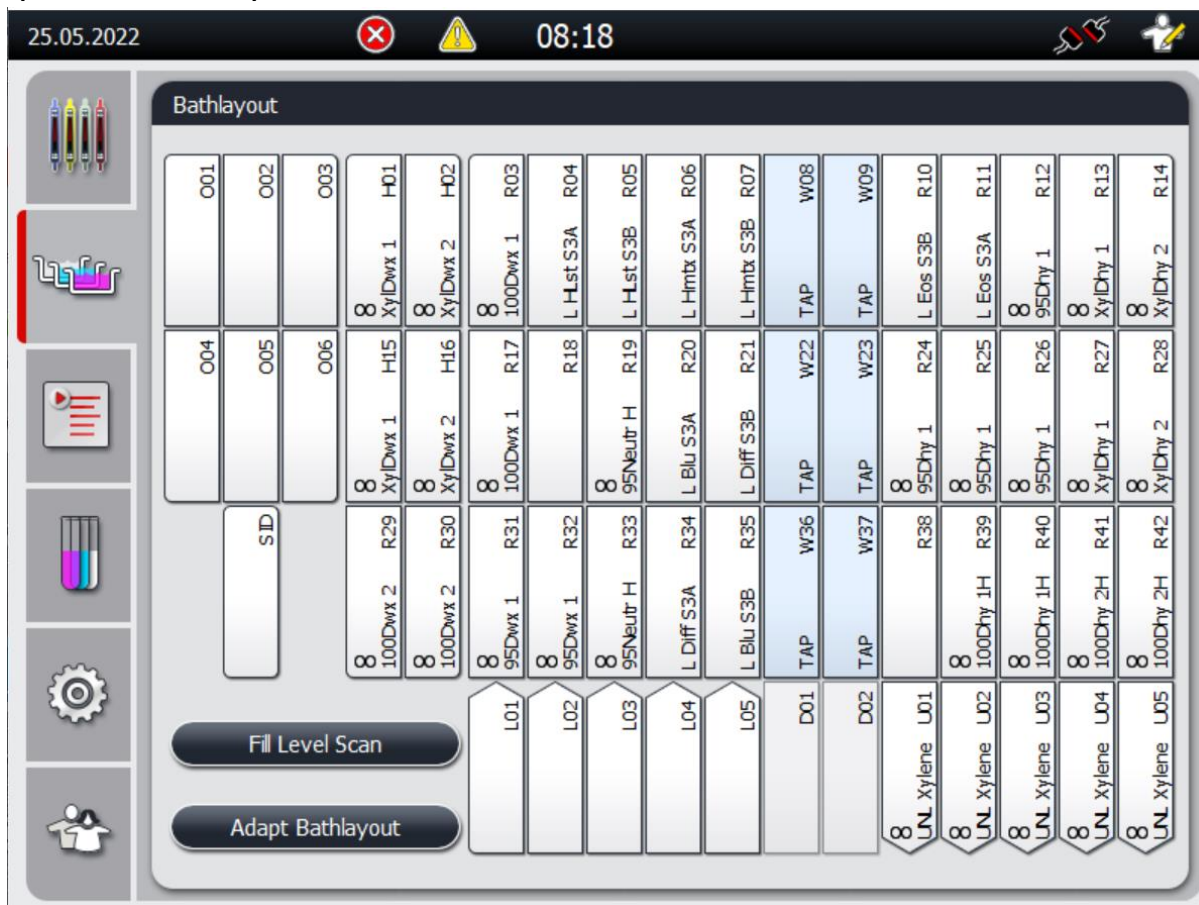 25.05.2022
08:18
Bathlayout
O01
O02
O03
∞ XylDwx 1 H01
∞ XylDwx 2 H02
∞ 100Dwx 1 R03
L HLst S3A R04
L HLst S3B R05
L Hmtx S3A R06
L Hmtx S3B R07
TAP W08
TAP W09
L Eos S3B R10
L Eos S3A R11
∞ 95Dhy 1 R12
∞ XylDhy 1 R13
∞ XylDhy 2 R14
O04
O05
O06
∞ XylDwx 1 H15
∞ XylDwx 2 H16
∞ 100Dwx 1 R17
R18
∞ 95Neutr H R19
L Blu S3A R20
L Diff S3B R21
TAP W22
TAP W23
∞ 95Dhy 1 R24
∞ 95Dhy 1 R25
∞ 95Dhy 1 R26
∞ XylDhy 1 R27
∞ XylDhy 2 R28
SID
∞ 100Dwx 2 R29
∞ 100Dwx 2 R30
∞ 95Dwx 1 R31
∞ 95Dwx 1 R32
∞ 95Neutr H R33
L Diff S3A R34
L Blu S3B R35
TAP W36
TAP W37
R38
∞ 100Dhy 1H R39
∞ 100Dhy 1H R40
∞ 100Dhy 2H R41
∞ 100Dhy 2H R42
L01
L02
L03
L04
L05
D01
D02
∞ UNL Xylene U01
∞ UNL Xylene U02
∞ UNL Xylene U03
∞ UNL Xylene U04
∞ UNL Xylene U05
Fill Level Scan
Adapt Bathlayout